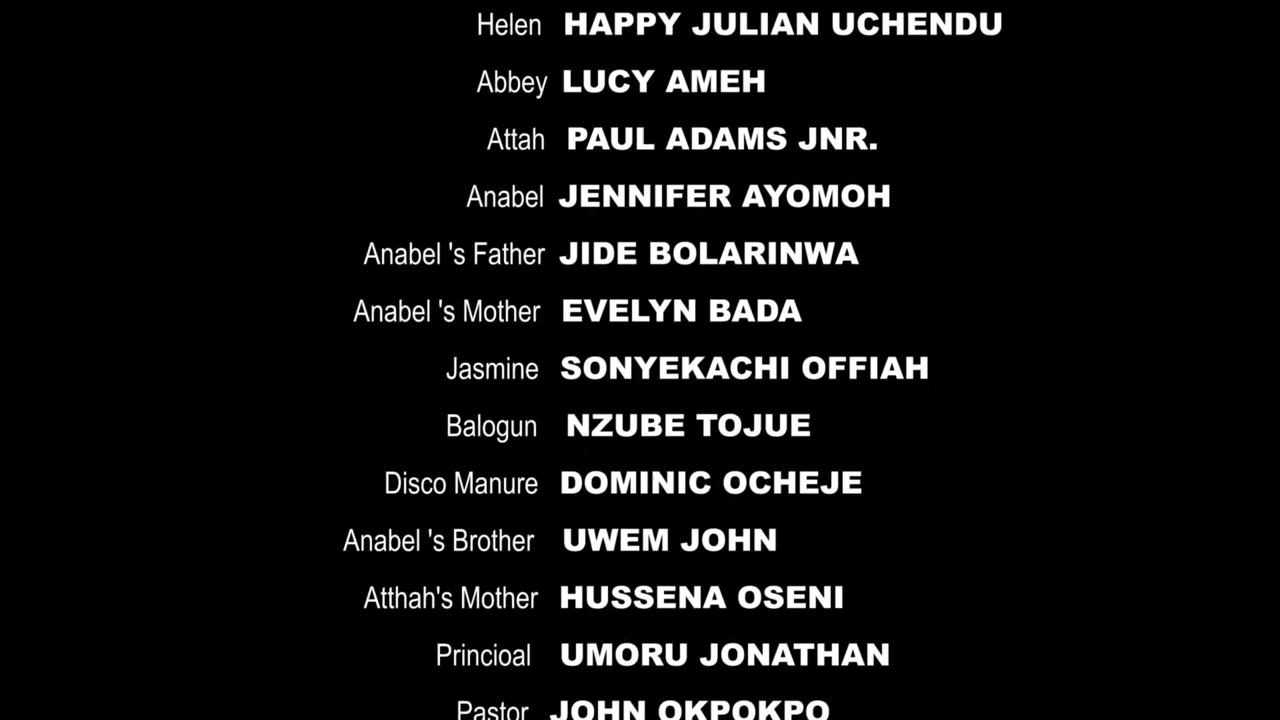 Helen HAPPY JULIAN UCHENDU
Abbey LUCY AMEH
Attah PAUL ADAMS JNR.
Anabel JENNIFER AYOMOH
Anabel 's Father JIDE BOLARINWA
Anabel 's Mother EVELYN BADA
Jasmine SONYEKACHI OFFIAH
Balogun NZUBE TOJUE
Disco Manure DOMINIC OCHEJE
Anabel 's Brother UWEM JOHN
Atthah's Mother HUSSENA OSENI
Princioal UMORU JONATHAN
Pastor JOHN OKPOKPO